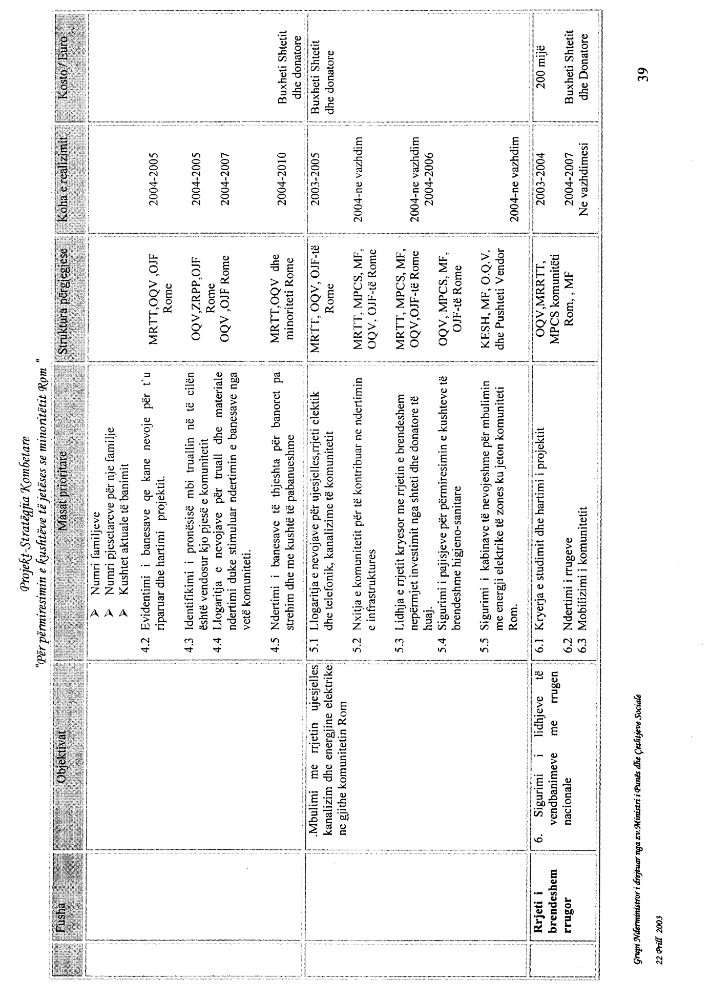 Projekt-Stratëgjia Kombetare
“Për përmiresimin e kushtëve të jetëses se minoritëtit Rom ”
Fusha
Objektivat
Masat prioritare
Struktura përgjegjese
Koha e realizimit
Kosto / Euro
➢ Numri familjeve
➢ Numri pjesetareve për nje familje
➢ Kushtet aktuale të banimit
4.2 Evidentimi i banesave qe kane nevoje për t`u
riparuar dhe hartimi projektit.
MRTT,OQV ,OJF
Rome
2004-2005
4.3 Identifikimi i pronësisë mbi truallin në të cilën
është vendosur kjo pjesë e komunitetit
OQV,ZRPP,OJF
Rome
2004-2005
4.4 Llogaritja e nevojave për truall dhe materiale
ndertimi duke stimuluar ndertimin e banesave nga
vetë komuniteti.
OQV ,OJF Rome
2004-2007
4.5 Ndertimi i banesave të thjeshta për banoret pa
strehim dhe me kushtë të pabanueshme
MRTT,OQV dhe
minoriteti Rome
2004-2010
Buxheti Shtetit
dhe donatore
.Mbulimi me rrjetin ujesjelles
kanalizim dhe energjine elektrike
ne gjithe komunitetin Rom
5.1 Llogaritja e nevojave për ujesjelles,rrjeti elektik
dhe telefonik, kanalizime të komunitetit
MRTT, OQV, OJF-të
Rome
2003-2005
Buxheti Shtetit
dhe donatore
5.2 Nxitja e komunitetit për të kontribuar ne ndertimin
e infrastruktures
MRTT, MPCS, MF,
OQV, OJF-të Rome
2004-ne vazhdim
5.3 Lidhja e rrjetit kryesor me rrjetin e brendeshem
nepërmjet investimit nga shteti dhe donatore të
huaj.
MRTT, MPCS, MF,
OQV,OJF-të Rome
2004-ne vazhdim
2004-2006
5.4 Sigurimi i pajisjeve për përmiresimin e kushteve të
brendeshme higjeno-sanitare
OQV, MPCS, MF,
OJF-të Rome
5.5 Sigurimi i kabinave të nevojeshme për mbulimin
me energji elektrike të zones ku jeton komuniteti
Rom.
KESH, MF, O.Q.V.
dhe Pushteti Vendor
2004-ne vazhdim
Rrjeti i
brendeshem
rrugor
6. Sigurimi i lidhjeve të
vendbanimeve me rrugen
nacionale
6.1 Kryerja e studimit dhe hartimi i projektit
6.2 Ndertimi i rrugeve
6.3 Mobilizimi i komunitetit
OQV,MRRTT,
MPCS komunitëti
Rom, , MF
2003-2004
2004-2007
Ne vazhdimesi
200 mijë
Buxheti Shtetit
dhe Donatore
Grupi Nderministror i drejtuar nga zv.Ministri i Punës dhe Çeshtjeve Sociale
22 Prill 2003
39